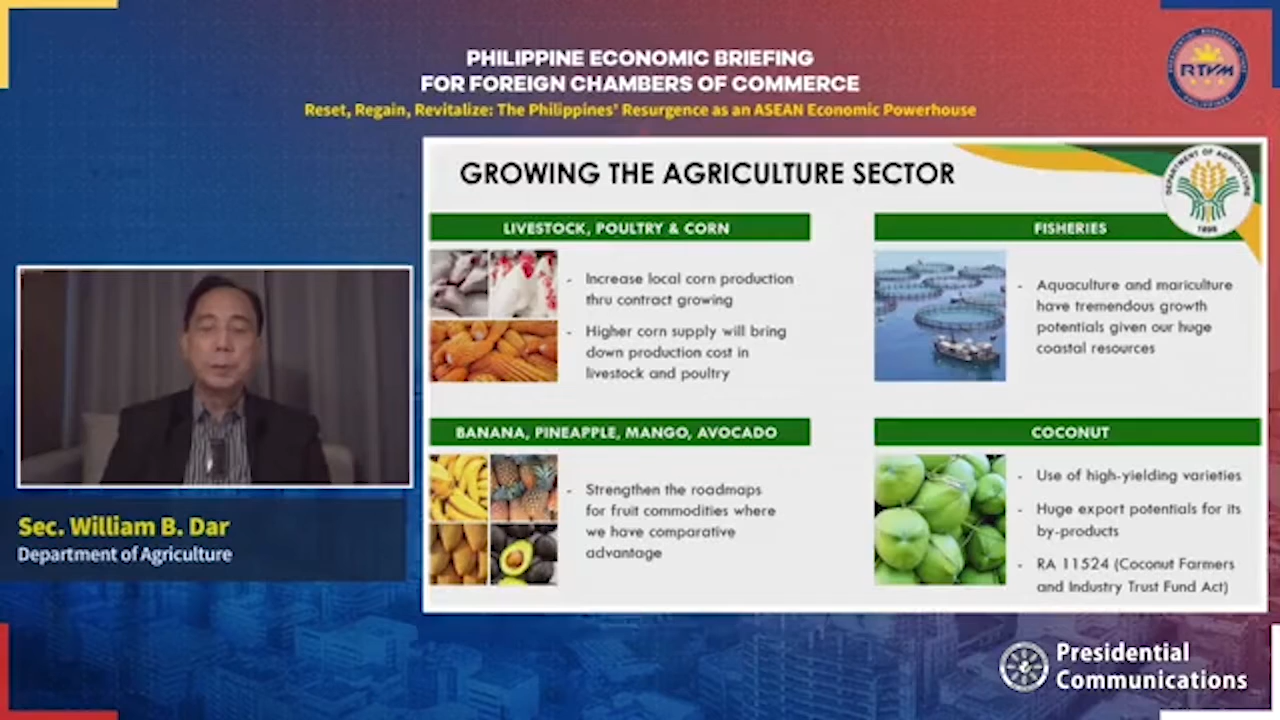 PHILIPPINE ECONOMIC BRIEFING
FOR FOREIGN CHAMBERS OF COMMERCE
Reset, Regain, Revitalize: The Philippines' Resurgence as an ASEAN Economic Powerhouse
RTVM
GROWING THE AGRICULTURE SECTOR
DEPARTMENT OF AGRICULTURE
1898
LIVESTOCK, POULTRY & CORN
- Increase local corn production
thru contract growing
- Higher corn supply will bring
down production cost in
livestock and poultry
FISHERIES
- Aquaculture and mariculture
have tremendous growth
potentials given our huge
coastal resources
BANANA, PINEAPPLE, MANGO, AVOCADO
- Strengthen the roadmaps
for fruit commodities where
we have comparative
advantage
COCONUT
- Use of high-yielding varieties
- Huge export potentials for its
by-products
- RA 11524 (Coconut Farmers
and Industry Trust Fund Act)
Sec. William B. Dar
Department of Agriculture
Presidential
Communications